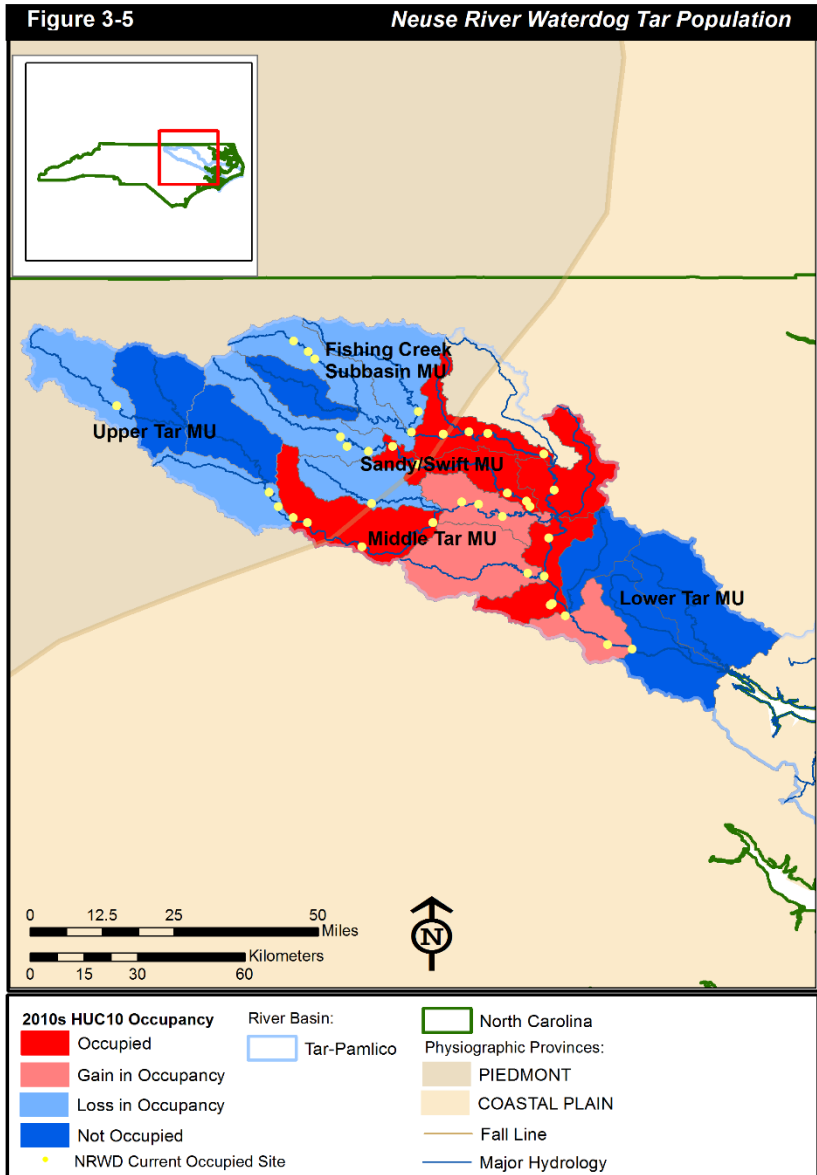 Figure 3-5 Neuse River Waterdog Tar Population
Fishing Creek
Subbasin MU
Upper Tar MU
Sandy/Swift MU
Middle Tar MU
Lower Tar MU
0 12.5 25 50
Miles
Kilometers
0 15 30 60
N
2010s HUC10 Occupancy
Occupied
Gain in Occupancy
Loss in Occupancy
Not Occupied
NRWD Current Occupied Site
River Basin:
Tar-Pamlico
North Carolina
Physiographic Provinces:
PIEDMONT
COASTAL PLAIN
Fall Line
Major Hydrology